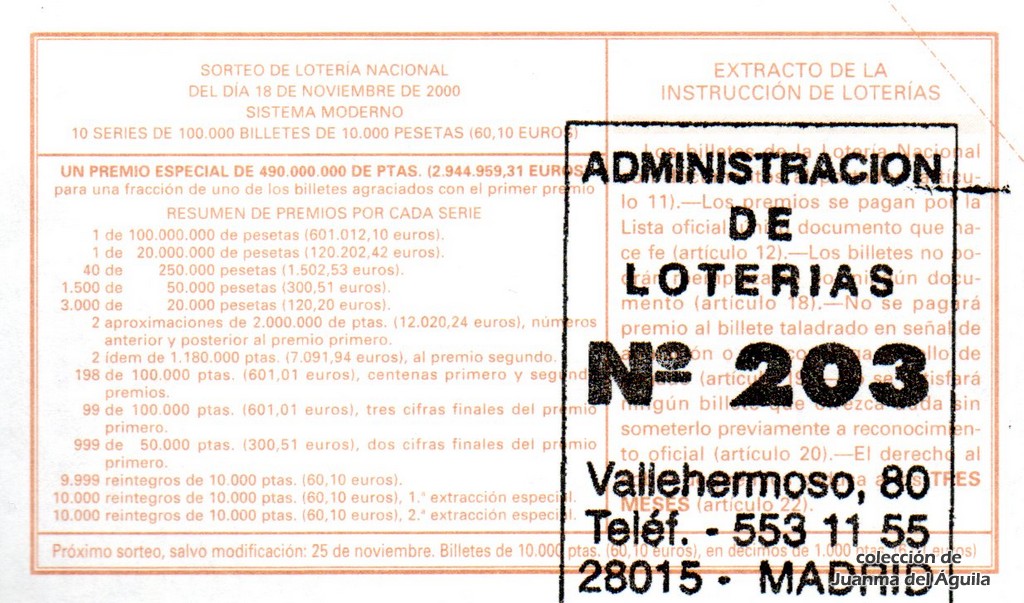 SORTEO DE LOTERÍA NACIONAL
DEL DÍA 18 DE NOVIEMBRE DE 2000
SISTEMA MODERNO
10 SERIES DE 100.000 BILLETES DE 10.000 PESETAS (60,10 EUROS)
UN PREMIO ESPECIAL DE 490.000.000 DE PTAS. (2.944.959,31 EUROS)
para una fracción de uno de los billetes agraciados con el primer premio
RESUMEN DE PREMIOS POR CADA SERIE
1 de 100.000.000 de pesetas (601.012,10 euros).
1 de 20.000.000 de pesetas (120.202,42 euros).
40 de 250.000 pesetas (1.502,53 euros).
1.500 de 50.000 pesetas (300,51 euros).
3.000 de 20.000 pesetas (120,20 euros).
2 aproximaciones de 2.000.000 de ptas. (12.020,24 euros), números
anterior y posterior al premio primero.
2 ídem de 1.180.000 ptas. (7.091,94 euros), al premio segundo.
198 de 100.000 ptas. (601,01 euros), centenas primero y segundo
premios.
99 de 100.000 ptas. (601,01 euros), tres cifras finales del premio
primero.
999 de 50.000 ptas. (300,51 euros), dos cifras finales del premio
primero.
9.999 reintegros de 10.000 ptas. (60,10 euros).
10.000 reintegros de 10.000 ptas. (60,10 euros), 1.ª extracción especial.
10.000 reintegros de 10.000 ptas. (60,10 euros), 2.ª extracción especial.
EXTRACTO DE LA
INSTRUCCIÓN DE LOTERÍAS
Los billetes de la Lotería Nacional
lo 11).—Los premios se pagan por la
Lista oficial, documento que ha-
ce fe (artículo 12).—Los billetes no po-
docu-
mento (artículo 18).—No se pagará
premio al billete taladrado en señal de
de
ningún billete que ofrezca duda sin
someterlo previamente a reconocimien-
to oficial (artículo 20).—El derecho al
TRES
MESES (artículo 22).
Próximo sorteo, salvo modificación: 25 de noviembre. Billetes de 10.000 ptas. (60,10 euros), en décimos de 1.000 ptas. euros)
ADMINISTRACION
DE
LOTERIAS
Nº 203
Vallehermoso, 80
Teléf. - 553 11 55
28015 - MADRID
colección de
Juanma del Águila